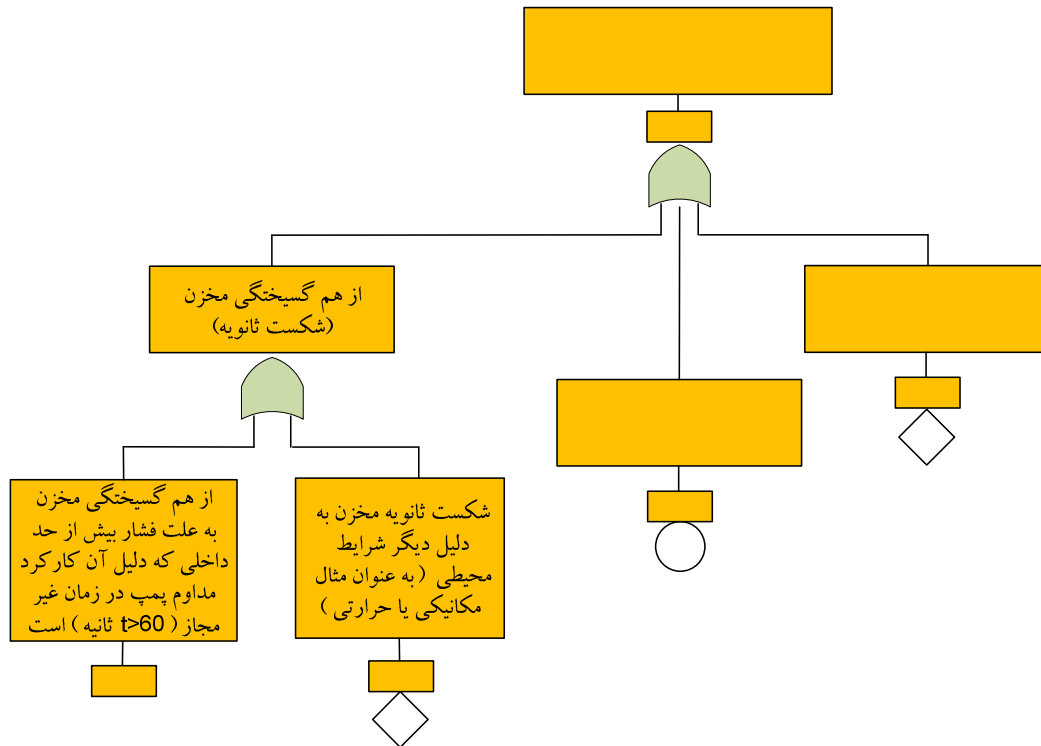 از هم گسیختگی مخزن
(شکست ثانویه)
از هم گسیختگی مخزن
به علت فشار بیش از حد
داخلی که دلیل آن کارکرد
مداوم پمپ در زمان غیر
مجاز ( t>60 ثانیه ) است
شکست ثانویه مخزن به
دلیل دیگر شرایط
محیطی ( به عنوان مثال
مکانیکی یا حرارتی )